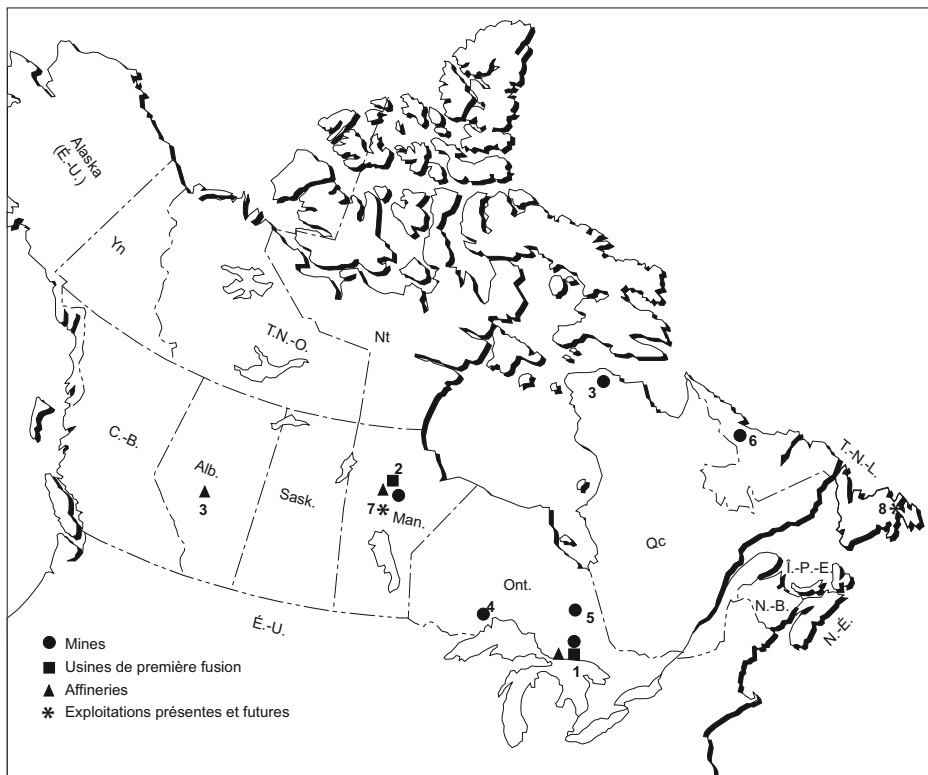 Alaska
(É.-U.)
Yn
T.N.-O.
Nt
3
6
T.-N.-L.
C.-B.
Alb.
3
Sask.
2
7
Man.
8
Qc
Î.-P.-E.
Ont.
N.-B.
N.-É.
4
5
É.-U.
1
Mines
Usines de première fusion
Affineries
Exploitations présentes et futures